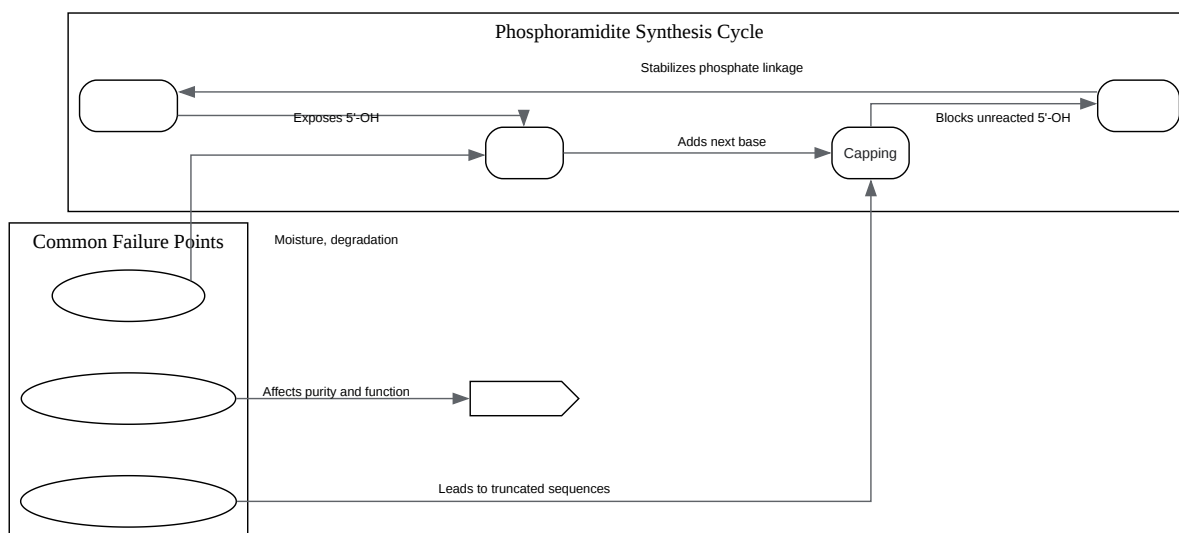 Phosphoramidite Synthesis Cycle
Stabilizes phosphate linkage
Exposes 5'-OH
Blocks unreacted 5'-OH
Adds next base
Capping
Common Failure Points
Moisture, degradation
Affects purity and function
Leads to truncated sequences